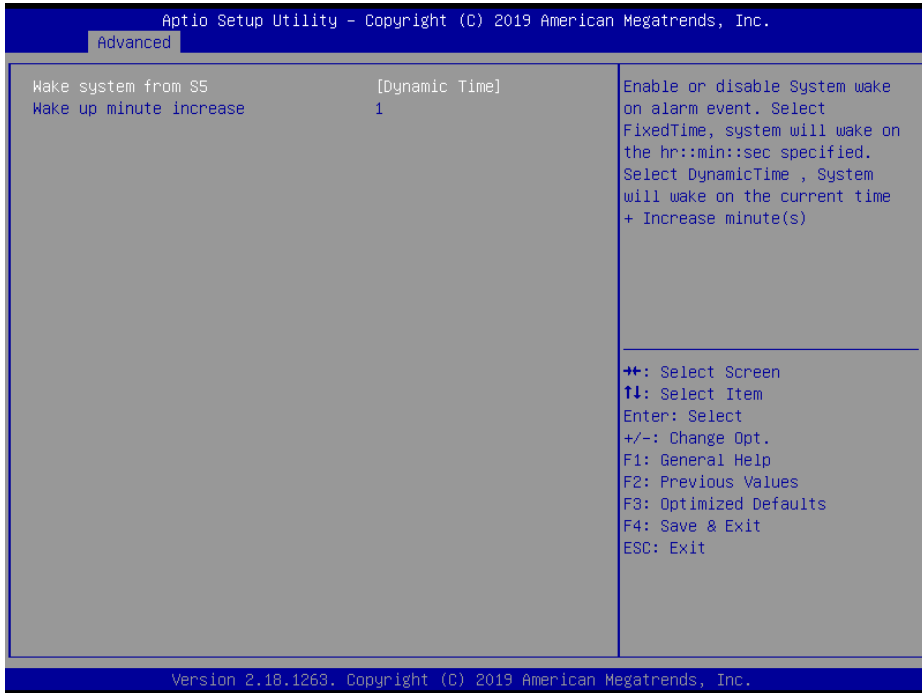 Aptio Setup Utility – Copyright (C) 2019 American Megatrends, Inc.
Advanced
Wake system from S5 [Dynamic Time]
Wake up minute increase 1
Enable or disable System wake
on alarm event. Select
FixedTime, system will wake on
the hr::min::sec specified.
Select DynamicTime , System
will wake on the current time
+ Increase minute(s)
→←: Select Screen
↑↓: Select Item
Enter: Select
+/-: Change Opt.
F1: General Help
F2: Previous Values
F3: Optimized Defaults
F4: Save & Exit
ESC: Exit
Version 2.18.1263. Copyright (C) 2019 American Megatrends, Inc.